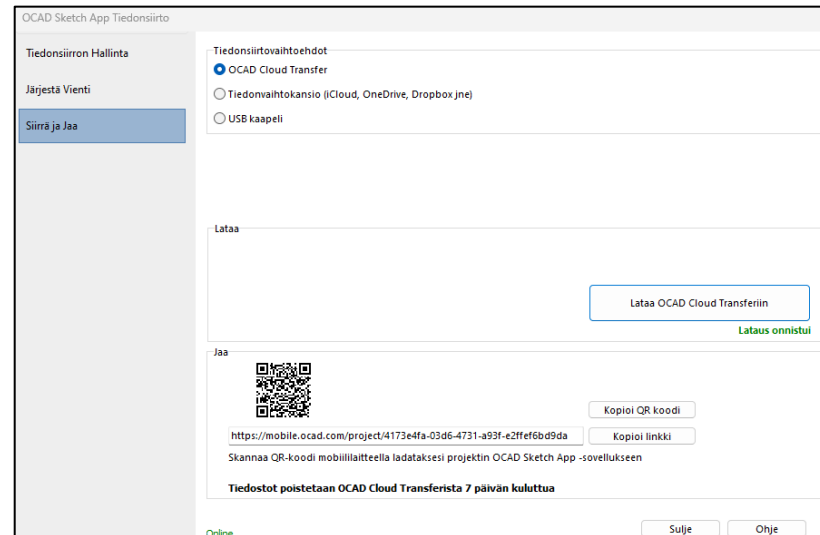 OCAD Sketch App Tiedonsiirto
Tiedonsiirron Hallinta
Järjestä Vienti
Siirrä ja Jaa
Tiedonsiirtovaihtoehdot
OCAD Cloud Transfer
Tiedonvaihtokansio (iCloud, OneDrive, Dropbox jne)
USB kaapeli
Lataa
Lataa OCAD Cloud Transferiin
Lataus onnistui
Jaa
Kopioi QR koodi
https://mobile.ocad.com/project/4173e4fa-03d6-4731-a93f-e2ffef6bd9da
Kopioi linkki
Skannaa QR-koodi mobiililaitteella ladataksesi projektin OCAD Sketch App -sovellukseen
Tiedostot poistetaan OCAD Cloud Transferista 7 päivän kuluttua
Online
Sulje
Ohje